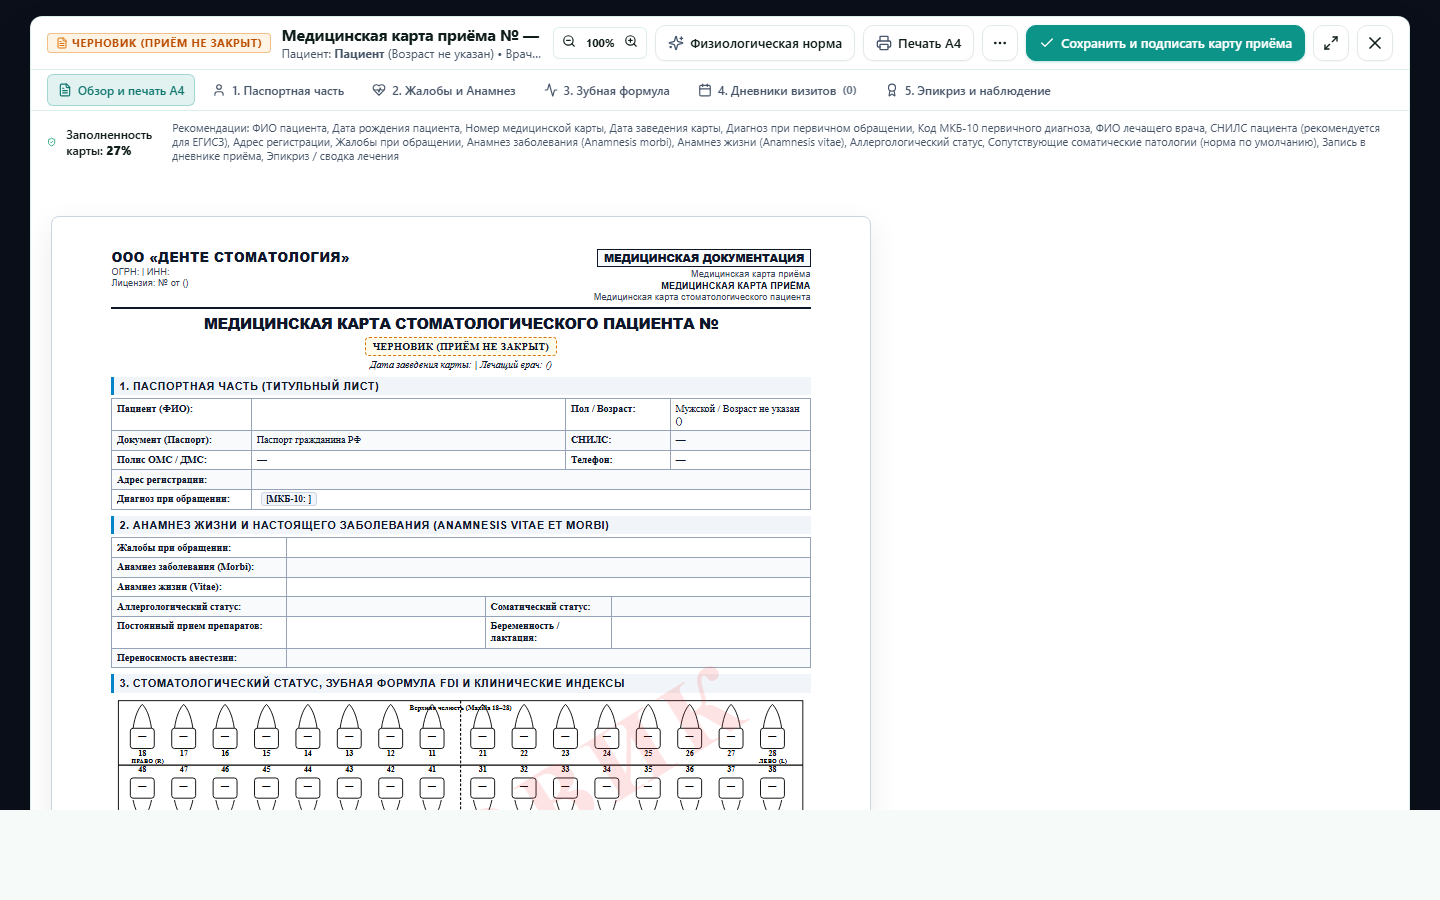 ЧЕРНОВИК (ПРИЁМ НЕ ЗАКРЫТ)
Медицинская карта приёма № —
Пациент: Пациент (Возраст не указан) • Врач...
100%
Физиологическая норма
Печать А4
Сохранить и подписать карту приёма
Обзор и печать А4
1. Паспортная часть
2. Жалобы и Анамнез
3. Зубная формула
4. Дневники визитов (0)
5. Эпикриз и наблюдение
Заполненность карты: 27%
Рекомендации: ФИО пациента, Дата рождения пациента, Номер медицинской карты, Дата заведения карты, Диагноз при первичном обращении, Код МКБ-10 первичного диагноза, ФИО лечащего врача, СНИЛС пациента (рекомендуется
для ЕГИСЗ), Адрес регистрации, Жалобы при обращении, Анамнез заболевания (Anamnesis morbi), Анамнез жизни (Anamnesis vitae), Аллергологический статус, Сопутствующие соматические патологии (норма по умолчанию), Запись в
дневнике приёма, Эпикриз / сводка лечения
ООО «ДЕНТЕ СТОМАТОЛОГИЯ»
ОГРН: | ИНН:
Лицензия: № от ()
МЕДИЦИНСКАЯ ДОКУМЕНТАЦИЯ
Медицинская карта приёма
МЕДИЦИНСКАЯ КАРТА ПРИЁМА
Медицинская карта стоматологического пациента
МЕДИЦИНСКАЯ КАРТА СТОМАТОЛОГИЧЕСКОГО ПАЦИЕНТА №
ЧЕРНОВИК (ПРИЁМ НЕ ЗАКРЫТ)
Дата заведения карты: | Лечащий врач: ()
1. ПАСПОРТНАЯ ЧАСТЬ (ТИТУЛЬНЫЙ ЛИСТ)
Пациент (ФИО):
Пол / Возраст:
Мужской / Возраст не указан
()
Документ (Паспорт):
Паспорт гражданина РФ
СНИЛС:
—
Полис ОМС / ДМС:
—
Телефон:
—
Адрес регистрации:
Диагноз при обращении:
[МКБ-10: ]
2. АНАМНЕЗ ЖИЗНИ И НАСТОЯЩЕГО ЗАБОЛЕВАНИЯ (ANAMNESIS VITAE ET MORBI)
Жалобы при обращении:
Анамнез заболевания (Morbi):
Анамнез жизни (Vitae):
Аллергологический статус:
Соматический статус:
Постоянный прием препаратов:
Беременность /
лактация:
Переносимость анестезии:
3. СТОМАТОЛОГИЧЕСКИЙ СТАТУС, ЗУБНАЯ ФОРМУЛА FDI И КЛИНИЧЕСКИЕ ИНДЕКСЫ
Верхняя челюсть (Maxilla 18–28)
— — — — — — — — — — — — — — — —
18 17 16 15 14 13 12 11 21 22 23 24 25 26 27 28
ПРАВО (R)
ЛЕВО (L)
48 47 46 45 44 43 42 41 31 32 33 34 35 36 37 38
— — — — — — — — — — — — — — — —